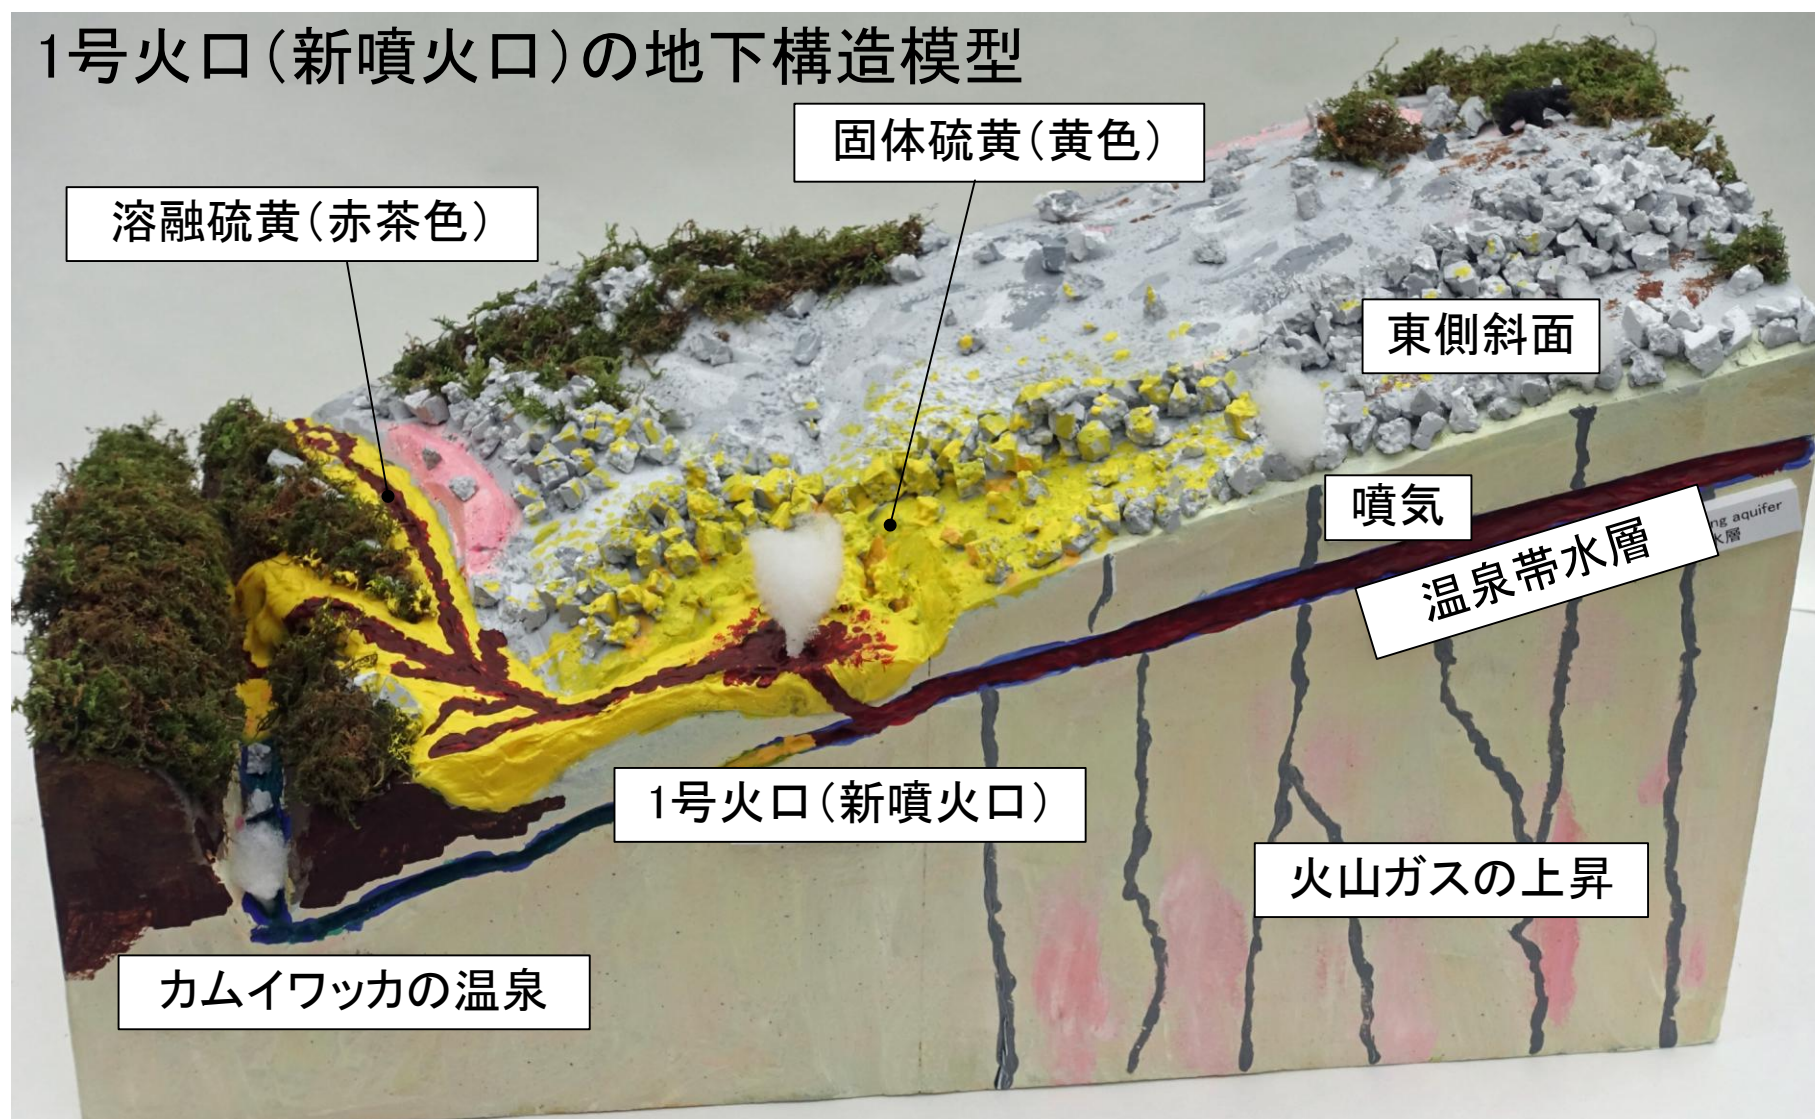 1号火口（新噴火口）の地下構造模型
固体硫黄（黄色）
溶融硫黄（赤茶色）
東側斜面
噴気
aquifer
温泉帯水層
1号火口（新噴火口）
火山ガスの上昇
カムイワッカの温泉